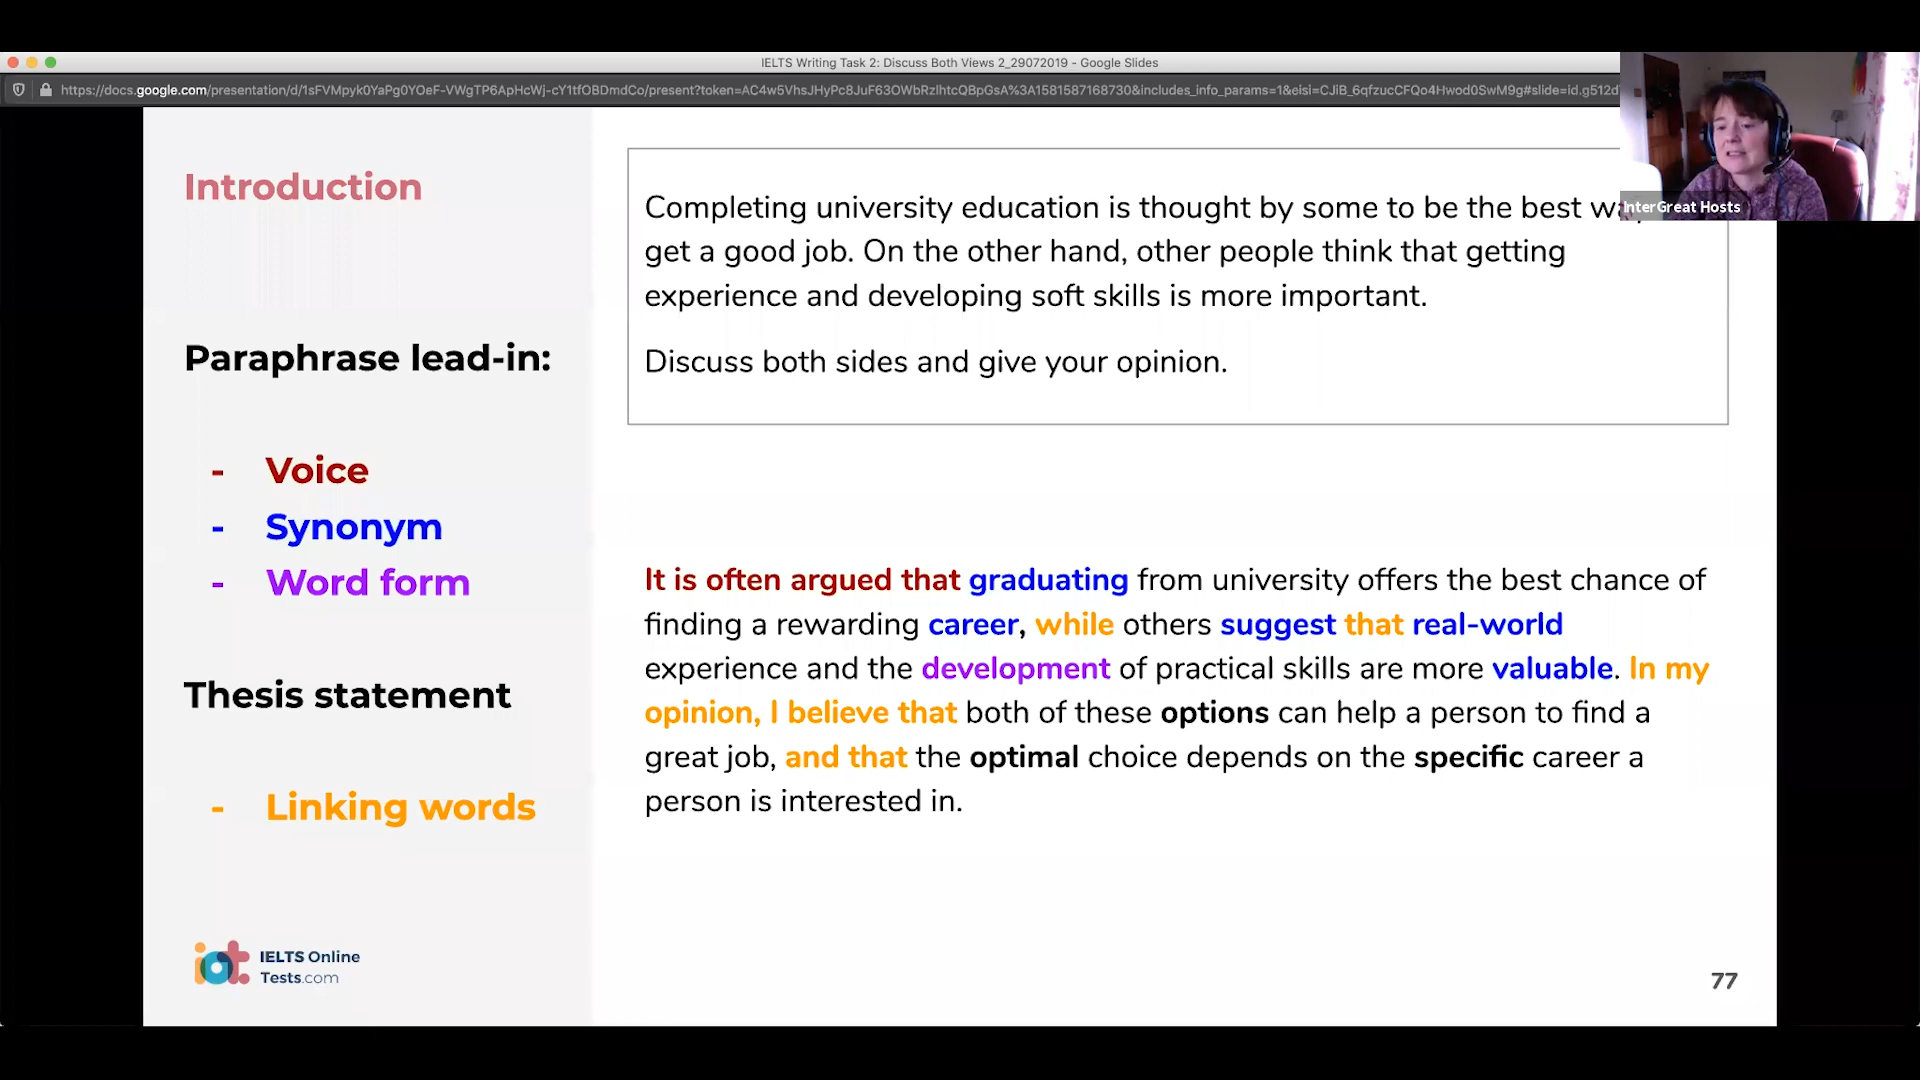 IELTS Writing Task 2: Discuss Both Views 2_29072019 - Google Slides
InterGreat Hosts
Introduction
Completing university education is thought by some to be the best
get a good job. On the other hand, other people think that getting
experience and developing soft skills is more important.
Discuss both sides and give your opinion.
Paraphrase lead-in:
- Voice
- Synonym
- Word form
Thesis statement
- Linking words
It is often argued that graduating from university offers the best chance of
finding a rewarding career, while others suggest that real-world
experience and the development of practical skills are more valuable. In my
opinion, I believe that both of these options can help a person to find a
great job, and that the optimal choice depends on the specific career a
person is interested in.
iot IELTS Online
Tests.com
77